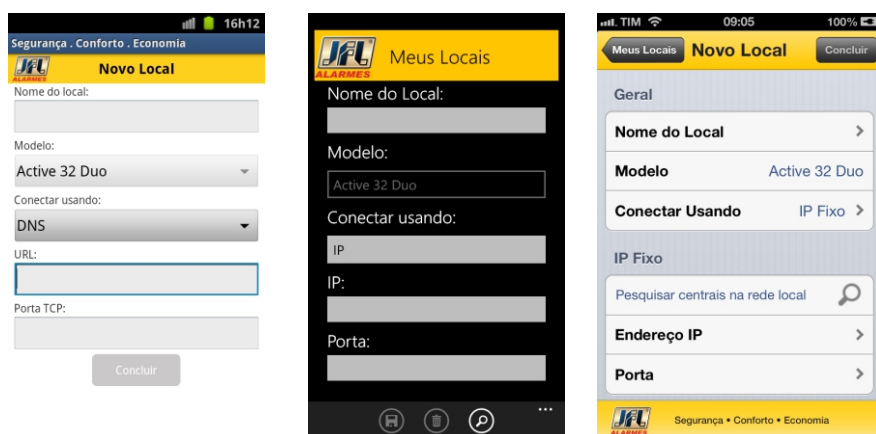 16h12
Segurança . Conforto . Economia
JFL
ALARMES
Novo Local
Nome do local:
Modelo:
Active 32 Duo
Conectar usando:
DNS
URL:
Porta TCP:
Concluir
JFL
ALARMES
Meus Locais
Nome do Local:
Modelo:
Active 32 Duo
Conectar usando:
IP
IP:
Porta:
...
TIM 09:05 100%
Meus Locais Novo Local Concluir
Geral
Nome do Local
Modelo Active 32 Duo
Conectar Usando IP Fixo
IP Fixo
Pesquisar centrais na rede local
Endereço IP
Porta
JFL
ALARMES
Segurança • Conforto • Economia